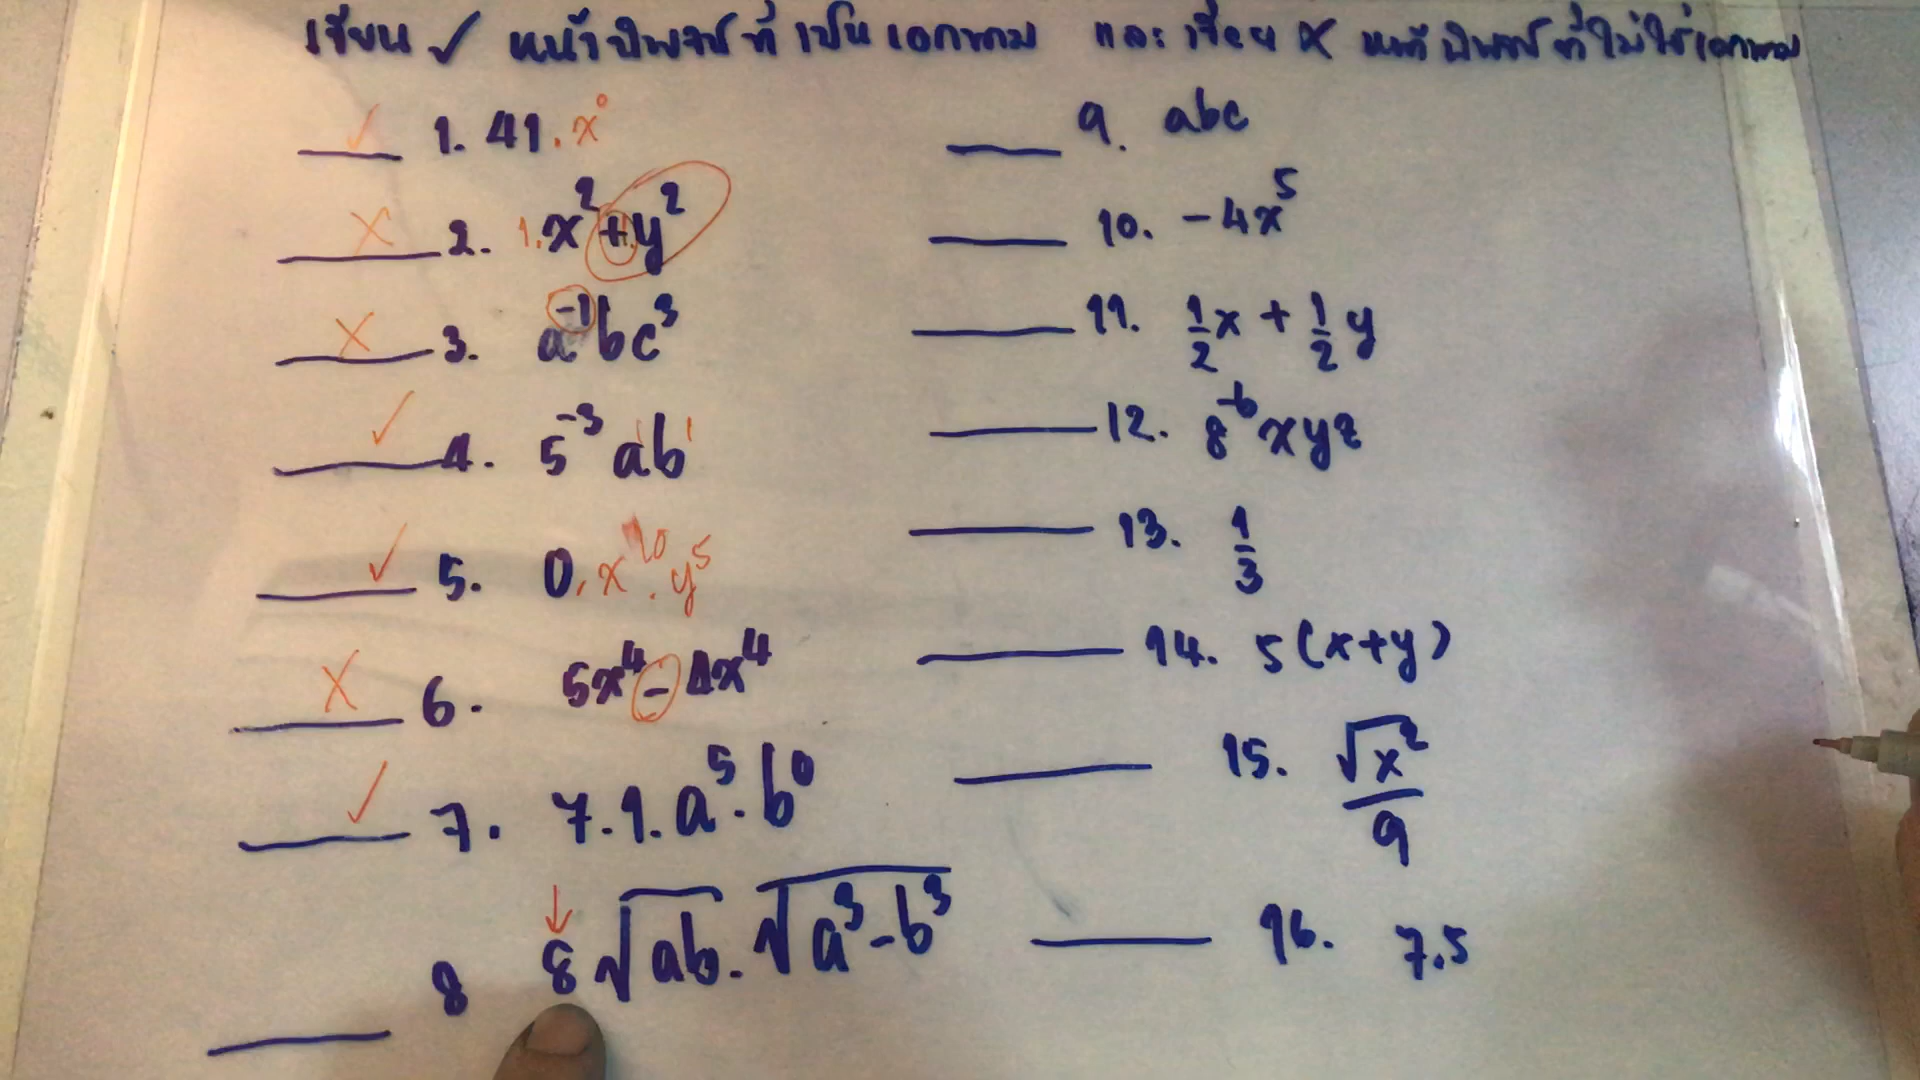 เขียน ✓ หน้านิพจน์ที่เป็นเอกนาม และเขียน X หน้านิพจน์ที่ไม่ใช่เอกนาม
✓ 1. 41.x⁰
X 2. 1.x²+y²
X 3. a⁻¹bc³
✓ 4. 5⁻³a¹b¹
✓ 5. 0.x¹⁰.y⁵
X 6. 5x⁴-4x⁴
✓ 7. 7.1.a⁵.b⁰
8 8√ab.√a³-b³
9. abc
10. -4x⁵
11. 1/2x + 1/2y
12. 8⁻⁶xyz
13. 1/3
14. 5(x+y)
15. √x²/9
16. 7.5